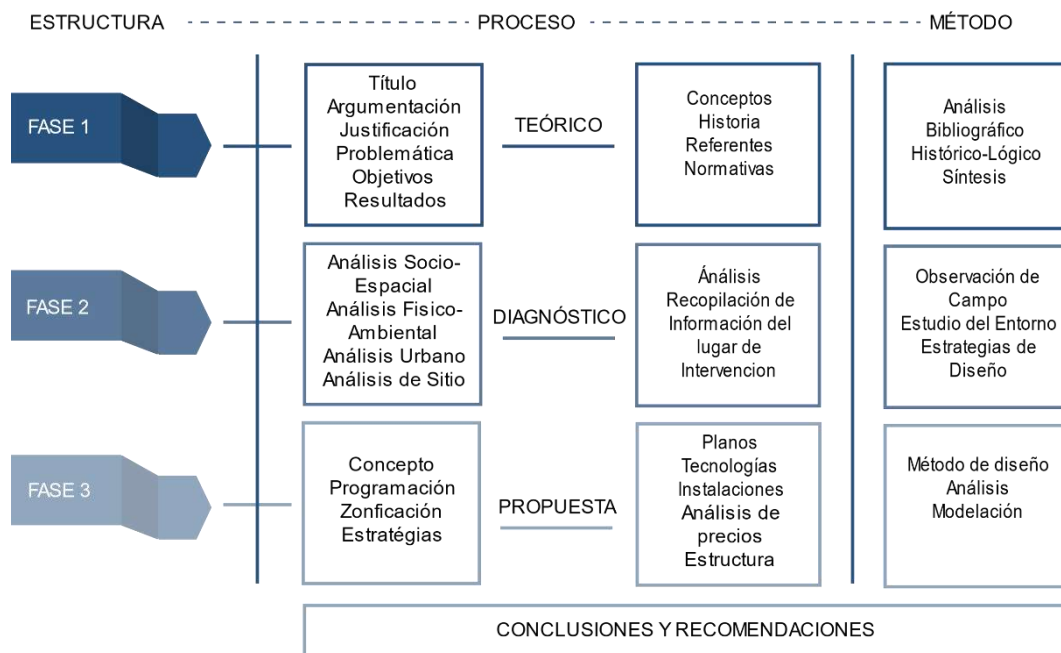 ESTRUCTURA
PROCESO
MÉTODO
FASE 1
Título
Argumentación
Justificación
Problemática
Objetivos
Resultados
TEÓRICO
Conceptos
Historia
Referentes
Normativas
Análisis
Bibliográfico
Histórico-Lógico
Síntesis
FASE 2
Análisis Socio-
Espacial
Análisis Fisico-
Ambiental
Análisis Urbano
Análisis de Sitio
DIAGNÓSTICO
Ánálisis
Recopilación de
Información del
lugar de
Intervencion
Observación de
Campo
Estudio del Entorno
Estrategias de
Diseño
FASE 3
Concepto
Programación
Zonficación
Estratégias
PROPUESTA
Planos
Tecnologías
Instalaciones
Análisis de
precios
Estructura
Método de diseño
Análisis
Modelación
CONCLUSIONES Y RECOMENDACIONES